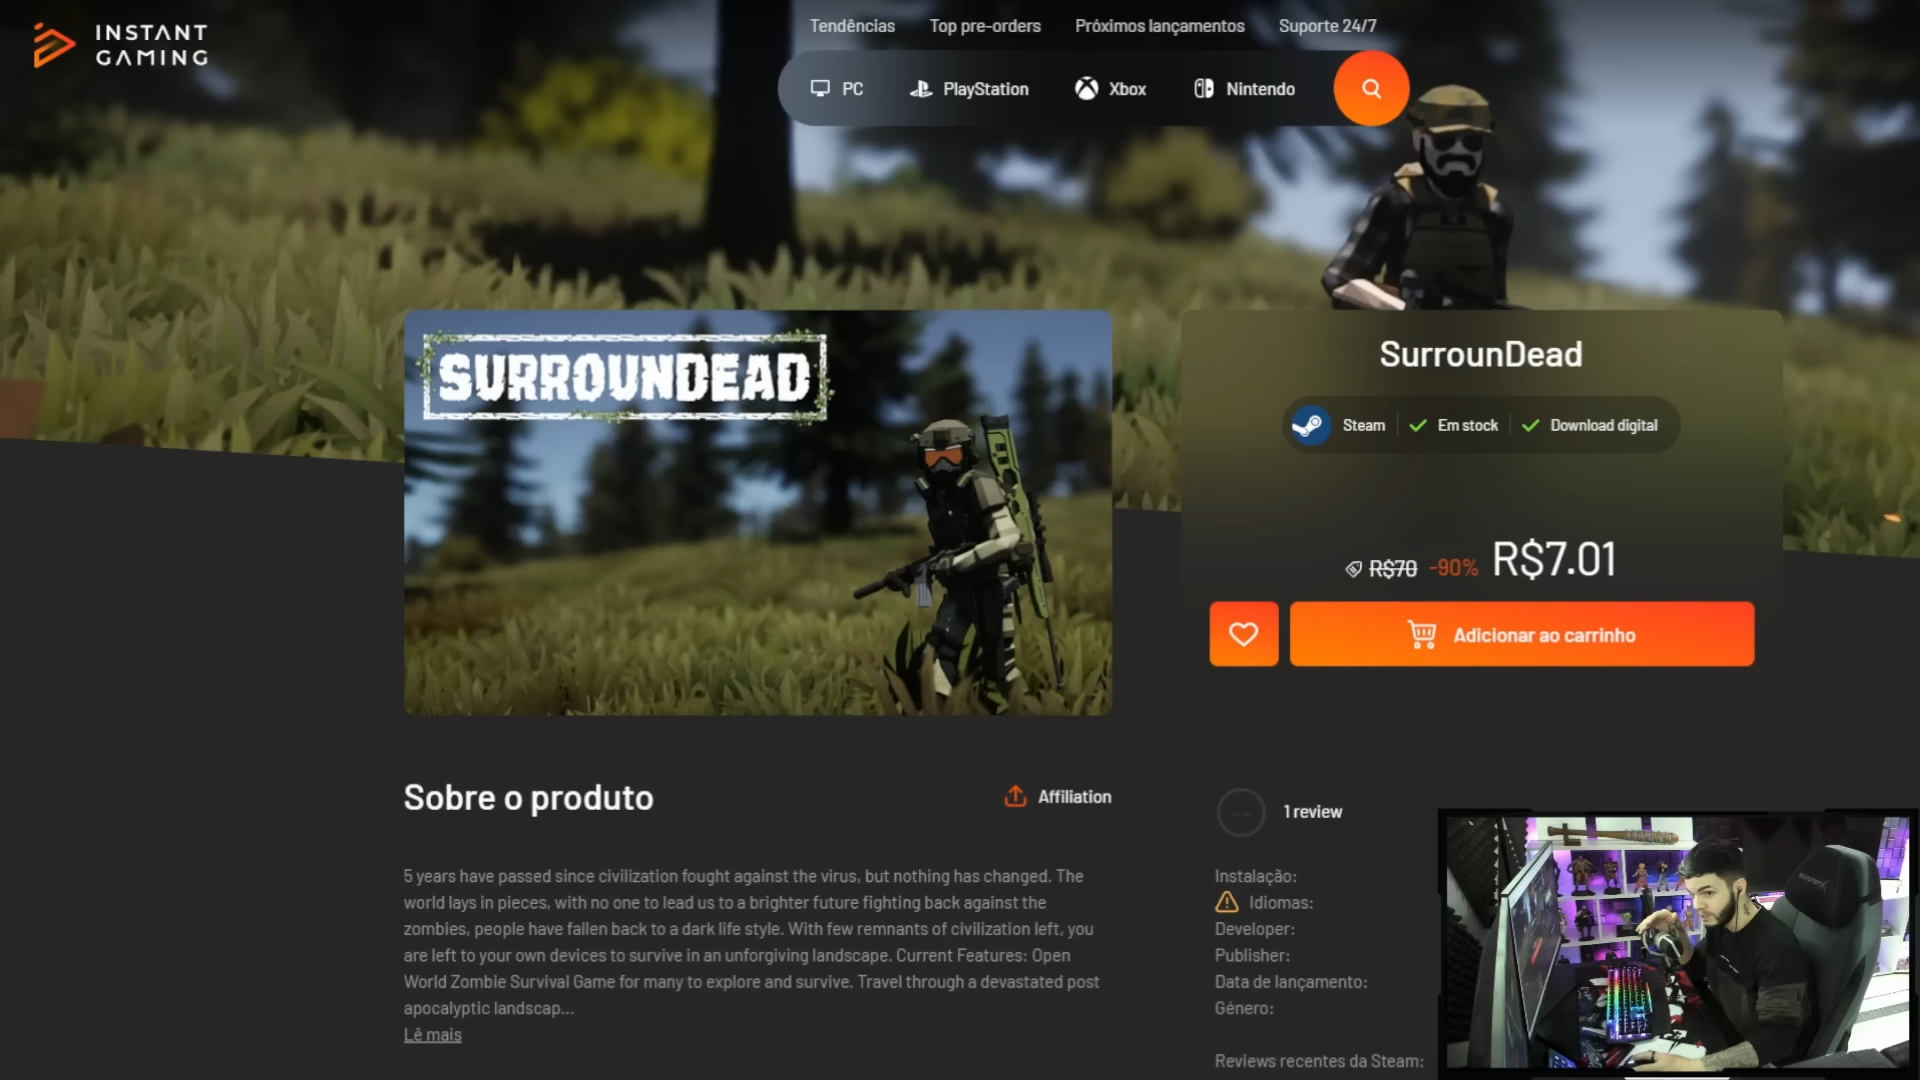 INSTANT
GAMING
Tendências
Top pre-orders
Próximos lançamentos
Suporte 24/7
PC
PlayStation
Xbox
Nintendo
SURROUNDEAD
SurrounDead
Steam
Em stock
Download digital
R$70
-90%
R$7.01
Adicionar ao carrinho
Sobre o produto
Affiliation
5 years have passed since civilization fought against the virus, but nothing has changed. The
world lays in pieces, with no one to lead us to a brighter future fighting back against the
zombies, people have fallen back to a dark life style. With few remnants of civilization left, you
are left to your own devices to survive in an unforgiving landscape. Current Features: Open
World Zombie Survival Game for many to explore and survive. Travel through a devastated post
apocalyptic landscap...
Lê mais
--
1 review
Instalação:
Idiomas:
Developer:
Publisher:
Data de lançamento:
Género:
Reviews recentes da Steam: